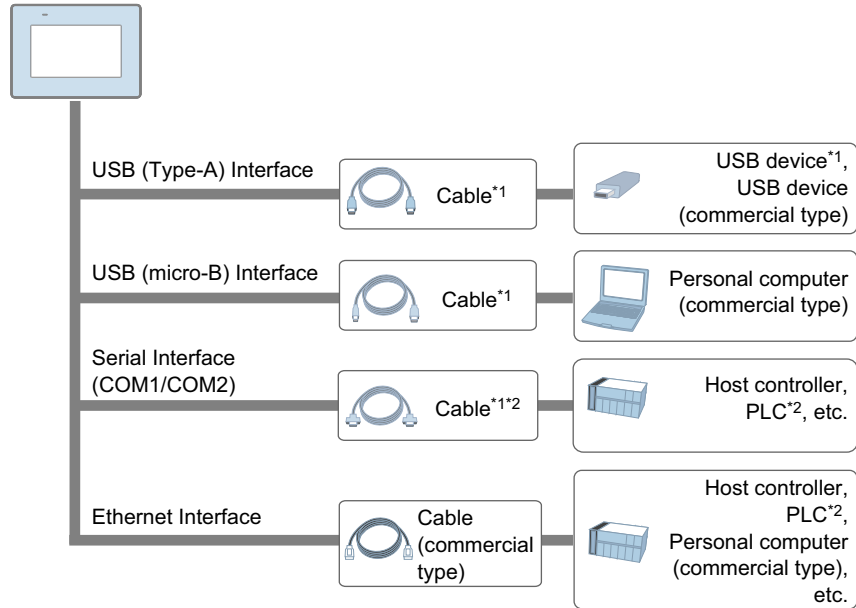 USB (Type-A) Interface
Cable*1
USB device*1,
USB device
(commercial type)
USB (micro-B) Interface
Cable*1
Personal computer
(commercial type)
Serial Interface
(COM1/COM2)
Cable*1*2
Host controller,
PLC*2, etc.
Ethernet Interface
Cable
(commercial
type)
Host controller,
PLC*2,
Personal computer
(commercial type),
etc.